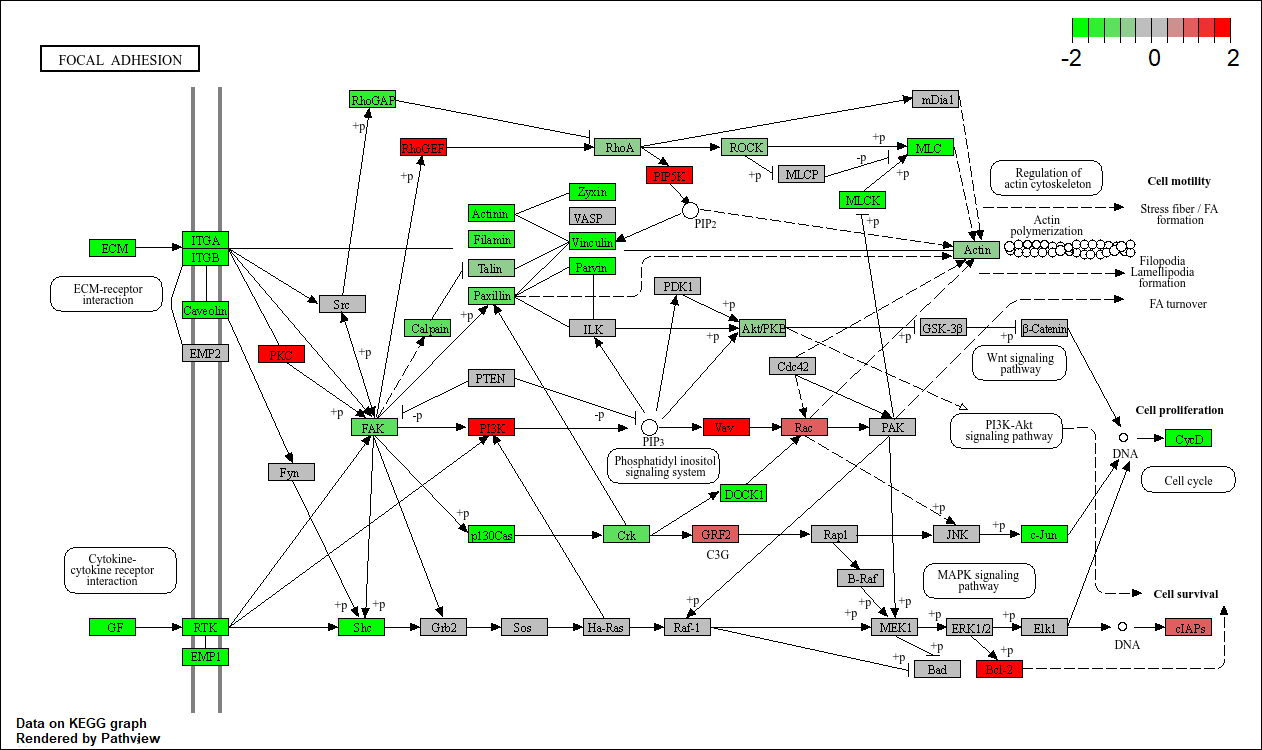 -2 0 2
FOCAL ADHESION
RhoGAP
mDia1
+p
RhoGEF
RhoA
ROCK
+p
MLC
-p
+p
PIP5K
+p
MLCP
+p
Regulation of
actin cytoskeleton
Cell motility
Zyxin
MLCK
+p
Actinin
VASP
PIP2
Stress fiber / FA
formation
Actin
polymerization
ECM
ITGA
ITGB
Filamin
Vinculin
Actin
Talin
Parvin
Filopodia
Lamellipodia
formation
ECM-receptor
interaction
Paxillin
PDK1
Src
Caveolin
+p
+p
FA turnover
Calpain
ILK
+p
Akt/PKB
+p
GSK-3β
+p
β-Catenin
EMP2
PKC
+p
Cdc42
Wnt signaling
pathway
PTEN
+p
-p
-p
FAK
PI3K
PIP3
Vav
Rac
PAK
PI3K-Akt
signaling pathway
Cell proliferation
CycD
DNA
Fyn
Phosphatidyl inositol
signaling system
Cell cycle
DOCK1
+p
+p
p130Cas
Crk
GRF2
C3G
Rap1
JNK
+p
c-Jun
Cytokine-
cytokine receptor
interaction
B-Raf
+p
MAPK signaling
pathway
Cell survival
+p
+p
+p
+p
+p
+p
+p
GF
RTK
Shc
Grb2
Sos
Ha-Ras
Raf-1
MEK1
ERK1/2
Elk1
DNA
cIAPs
EMP1
+p
+p
+p
Bad
Bcl-2
Data on KEGG graph
Rendered by Pathview